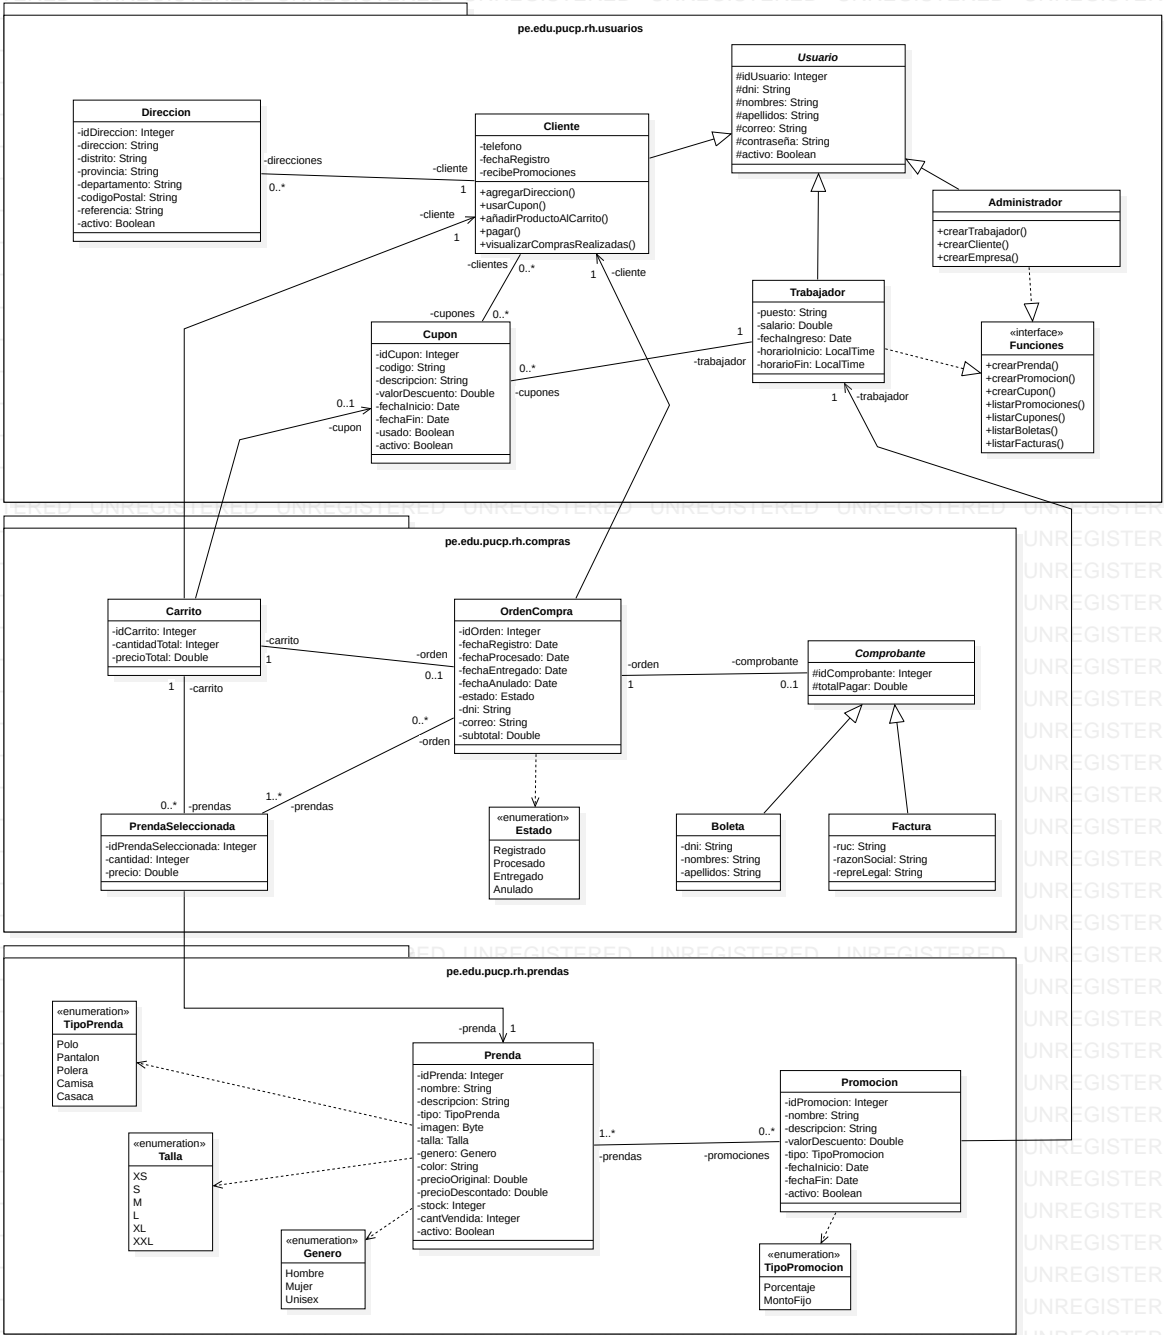 pe.edu.pucp.rh.usuarios
Usuario
#idUsuario: Integer
#dni: String
#nombres: String
#apellidos: String
#correo: String
#contraseña: String
#activo: Boolean
Direccion
-idDireccion: Integer
-direccion: String
-distrito: String
-provincia: String
-departamento: String
-codigoPostal: String
-referencia: String
-activo: Boolean
-direcciones
0..*
-cliente
1
Cliente
-telefono
-fechaRegistro
-recibePromociones
+agregarDireccion()
+usarCupon()
+añadirProductoAlCarrito()
+pagar()
+visualizarComprasRealizadas()
-cliente
1
-clientes
0..*
1
-cliente
Administrador
+crearTrabajador()
+crearCliente()
+crearEmpresa()
Trabajador
-puesto: String
-salario: Double
-fechaIngreso: Date
-horarioInicio: LocalTime
-horarioFin: LocalTime
«interface»
Funciones
+crearPrenda()
+crearPromocion()
+crearCupon()
+listarPromociones()
+listarCupones()
+listarBoletas()
+listarFacturas()
-cupones
0..*
Cupon
-idCupon: Integer
-codigo: String
-descripcion: String
-valorDescuento: Double
-fechaInicio: Date
-fechaFin: Date
-usado: Boolean
-activo: Boolean
1
-trabajador
0..*
-cupones
0..1
-cupon
1
-trabajador
UNREGISTERED UNREGISTERED UNREGISTERED UNREGISTERED UNREGISTERED
pe.edu.pucp.rh.compras
Carrito
-idCarrito: Integer
-cantidadTotal: Integer
-precioTotal: Double
-carrito
1
-orden
0..1
1
-carrito
OrdenCompra
-idOrden: Integer
-fechaRegistro: Date
-fechaProcesado: Date
-fechaEntregado: Date
-fechaAnulado: Date
-estado: Estado
-dni: String
-correo: String
-subtotal: Double
-orden
1
-comprobante
0..1
Comprobante
#idComprobante: Integer
#totalPagar: Double
0..*
-orden
1..*
-prendas
0..*
-prendas
PrendaSeleccionada
-idPrendaSeleccionada: Integer
-cantidad: Integer
-precio: Double
«enumeration»
Estado
Registrado
Procesado
Entregado
Anulado
Boleta
-dni: String
-nombres: String
-apellidos: String
Factura
-ruc: String
-razonSocial: String
-repreLegal: String
UNREGISTERED UNREGISTERED UNREGISTERED
pe.edu.pucp.rh.prendas
«enumeration»
TipoPrenda
Polo
Pantalon
Polera
Camisa
Casaca
«enumeration»
Talla
XS
S
M
L
XL
XXL
«enumeration»
Genero
Hombre
Mujer
Unisex
-prenda
1
Prenda
-idPrenda: Integer
-nombre: String
-descripcion: String
-tipo: TipoPrenda
-imagen: Byte
-talla: Talla
-genero: Genero
-color: String
-precioOriginal: Double
-precioDescontado: Double
-stock: Integer
-cantVendida: Integer
-activo: Boolean
1..*
-prendas
0..*
-promociones
Promocion
-idPromocion: Integer
-nombre: String
-descripcion: String
-valorDescuento: Double
-tipo: TipoPromocion
-fechaInicio: Date
-fechaFin: Date
-activo: Boolean
«enumeration»
TipoPromocion
Porcentaje
MontoFijo